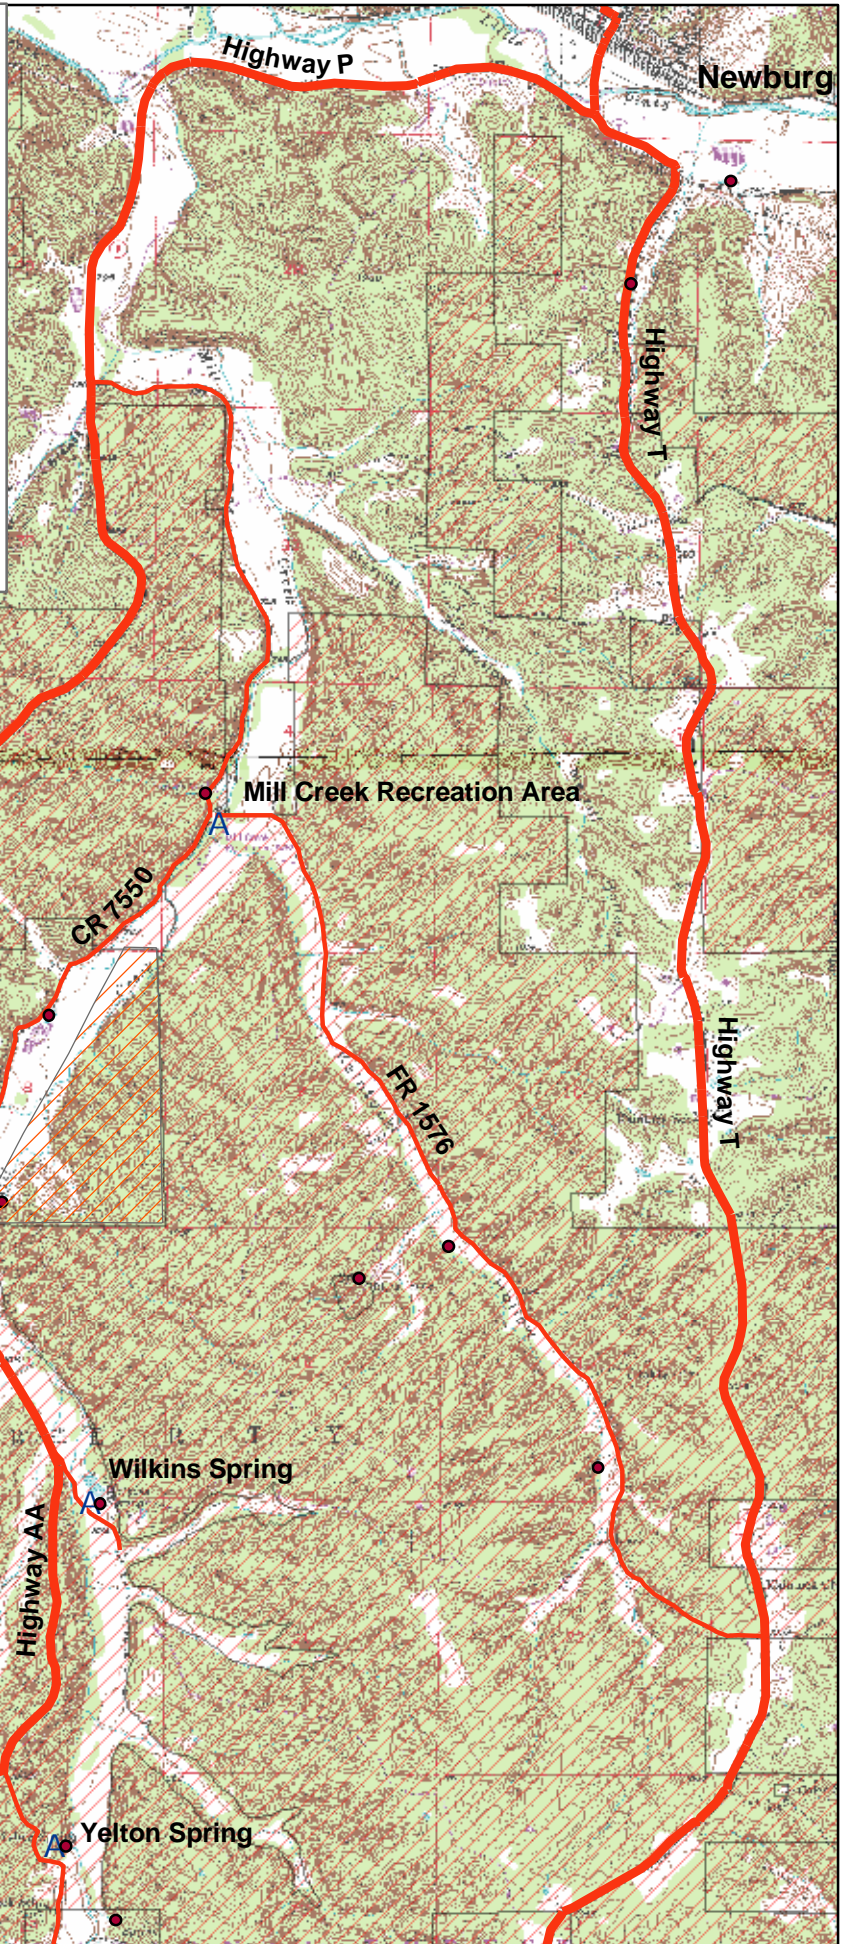 Highway P
Newburg
Highway T
Mill Creek Recreation Area
A
CR 7550
Highway T
FR 1576
Wilkins Spring
A
Highway AA
Yelton Spring
A